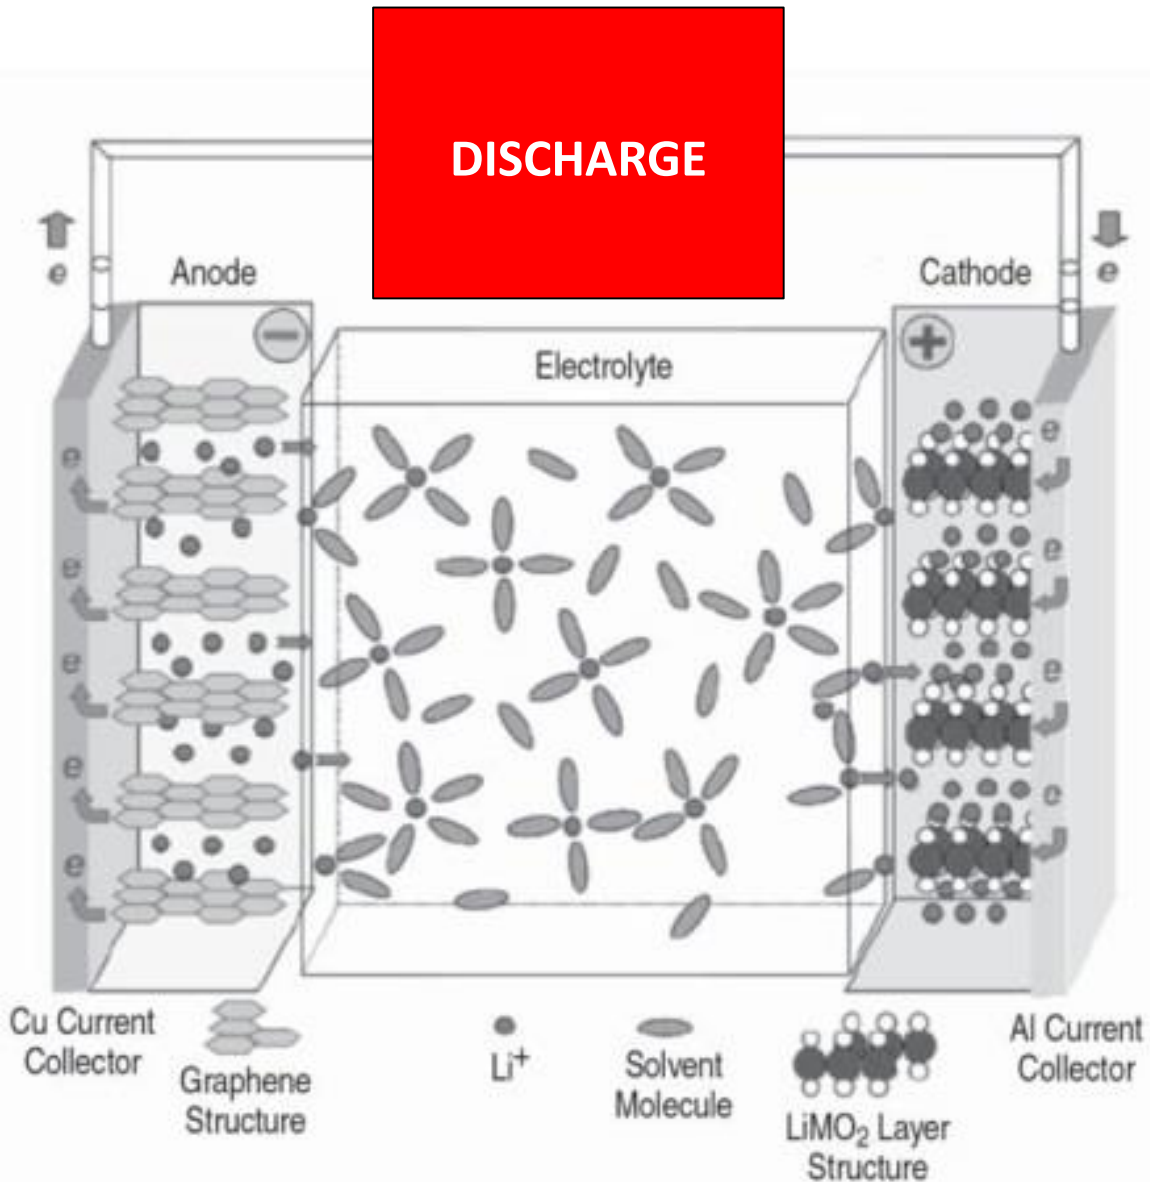 DISCHARGE
e
Anode
Cathode
e
−
+
Electrolyte
e
e
e
e
e
e
e
e
e
Cu Current
Collector
Graphene
Structure
Li⁺
Solvent
Molecule
LiMO₂ Layer
Structure
Al Current
Collector